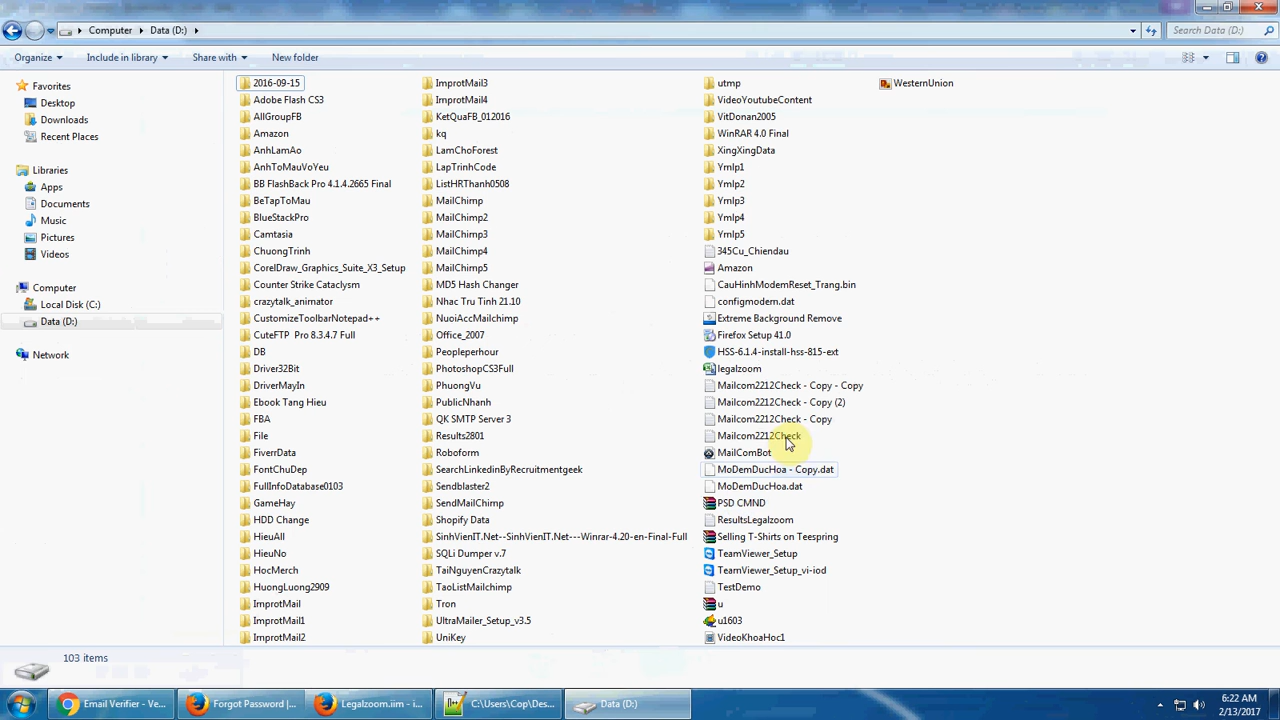 Computer Data (D:)
Search Data (D:)
Organize Include in library Share with New folder
Favorites
Desktop
Downloads
Recent Places
Libraries
Apps
Documents
Music
Pictures
Videos
Computer
Local Disk (C:)
Data (D:)
Network
2016-09-15
Adobe Flash CS3
AllGroupFB
Amazon
AnhLamAo
AnhToMauVoYeu
BB FlashBack Pro 4.1.4.2665 Final
BeTapToMau
BlueStackPro
Camtasia
ChuongTrinh
CorelDraw_Graphics_Suite_X3_Setup
Counter Strike Cataclysm
crazytalk_animator
CustomizeToolbarNotepad++
CuteFTP Pro 8.3.4.7 Full
DB
Driver32Bit
DriverMayIn
Ebook Tang Hieu
FBA
File
FiverrData
FontChuDep
FullInfoDatabase0103
GameHay
HDD Change
HieuAll
HieuNo
HocMerch
HuongLuong2909
ImprotMail
ImprotMail1
ImprotMail2
ImprotMail3
ImprotMail4
KetQuaFB_012016
kq
LamChoForest
LapTrinhCode
ListHRThanh0508
MailChimp
MailChimp2
MailChimp3
MailChimp4
MailChimp5
MD5 Hash Changer
Nhac Tru Tinh 21.10
NuoiAccMailchimp
Office_2007
Peopleperhour
PhotoshopCS3Full
PhuongVu
PublicNhanh
QK SMTP Server 3
Results2801
Roboform
SearchLinkedinByRecruitmentgeek
Sendblaster2
SendMailChimp
Shopify Data
SinhVienIT.Net--SinhVienIT.Net---Winrar-4.20-en-Final-Full
SQLi Dumper v.7
TaiNguyenCrazytalk
TaoListMailchimp
Tron
UltraMailer_Setup_v3.5
UniKey
utmp
VideoYoutubeContent
VitDonan2005
WinRAR 4.0 Final
XingXingData
Ymlp1
Ymlp2
Ymlp3
Ymlp4
Ymlp5
345Cu_Chiendau
Amazon
CauHinhModemReset_Trang.bin
configmodern.dat
Extreme Background Remove
Firefox Setup 41.0
HSS-6.1.4-install-hss-815-ext
legalzoom
Mailcom2212Check - Copy - Copy
Mailcom2212Check - Copy (2)
Mailcom2212Check - Copy
Mailcom2212Check
MailComBot
MoDemDucHoa - Copy.dat
MoDemDucHoa.dat
PSD CMND
ResultsLegalzoom
Selling T-Shirts on Teespring
TeamViewer_Setup
TeamViewer_Setup_vi-iod
TestDemo
u
u1603
VideoKhoaHoc1
WesternUnion
103 items
Email Verifier - Ve... Forgot Password |... Legalzoom.iim - i... C:\Users\Cop\Des... Data (D:)
6:22 AM
2/13/2017